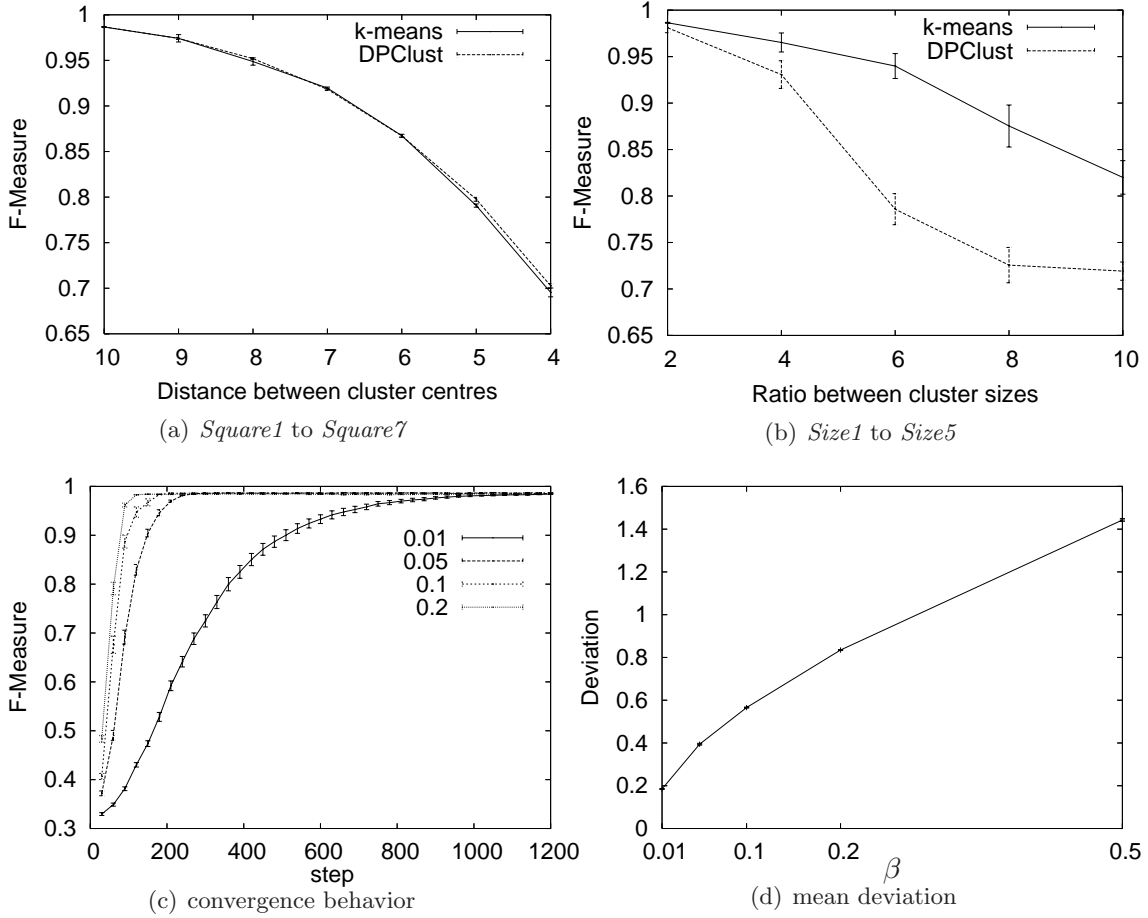 1
0.95
0.9
0.85
0.8
0.75
0.7
0.65
F-Measure
k-means
DPClust
10 9 8 7 6 5 4
Distance between cluster centres
(a) Square1 to Square7
1
0.95
0.9
0.85
0.8
0.75
0.7
0.65
F-Measure
k-means
DPClust
2 4 6 8 10
Ratio between cluster sizes
(b) Size1 to Size5
1
0.9
0.8
0.7
0.6
0.5
0.4
0.3
F-Measure
0.01
0.05
0.1
0.2
0 200 400 600 800 1000 1200
step
(c) convergence behavior
1.6
1.4
1.2
1
0.8
0.6
0.4
0.2
0
Deviation
0.01 0.1 0.2 0.5
β
(d) mean deviation